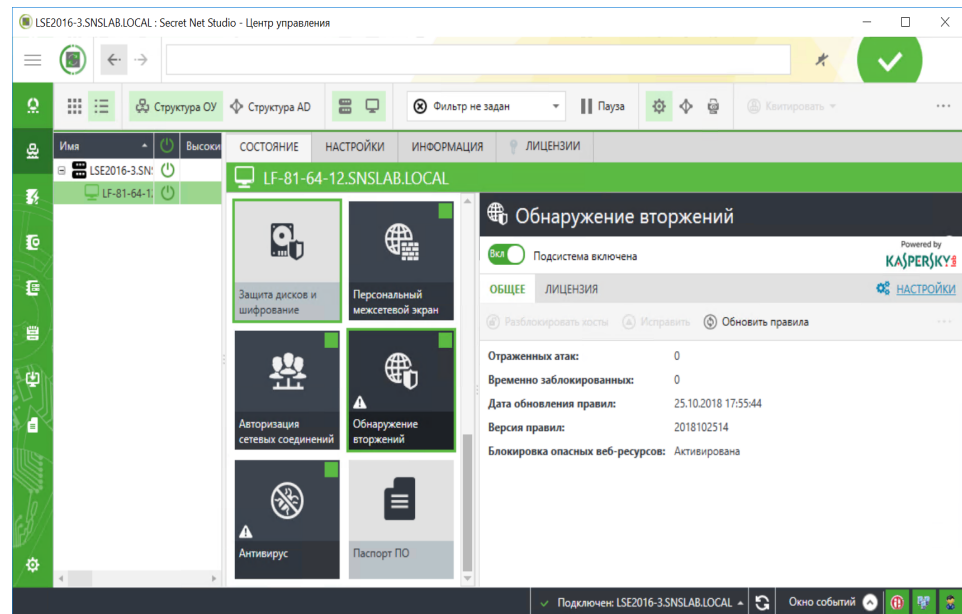 LSE2016-3.SNSLAB.LOCAL : Secret Net Studio - Центр управления
Структура ОУ
Структура AD
Фильтр не задан
Пауза
Квитировать
Имя
Высоки
СОСТОЯНИЕ
НАСТРОЙКИ
ИНФОРМАЦИЯ
ЛИЦЕНЗИИ
LSE2016-3.SN
LF-81-64-1
LF-81-64-12.SNSLAB.LOCAL
Защита дисков и
шифрование
Персональный
межсетевой экран
Авторизация
сетевых соединений
Обнаружение
вторжений
Антивирус
Паспорт ПО
Обнаружение вторжений
Вкл
Подсистема включена
Powered by
KASPERSKY
ОБЩЕЕ
ЛИЦЕНЗИЯ
НАСТРОЙКИ
Разблокировать хосты
Исправить
Обновить правила
Отраженных атак: 0
Временно заблокированных: 0
Дата обновления правил: 25.10.2018 17:55:44
Версия правил: 2018102514
Блокировка опасных веб-ресурсов: Активирована
Подключен: LSE2016-3.SNSLAB.LOCAL
Окно событий